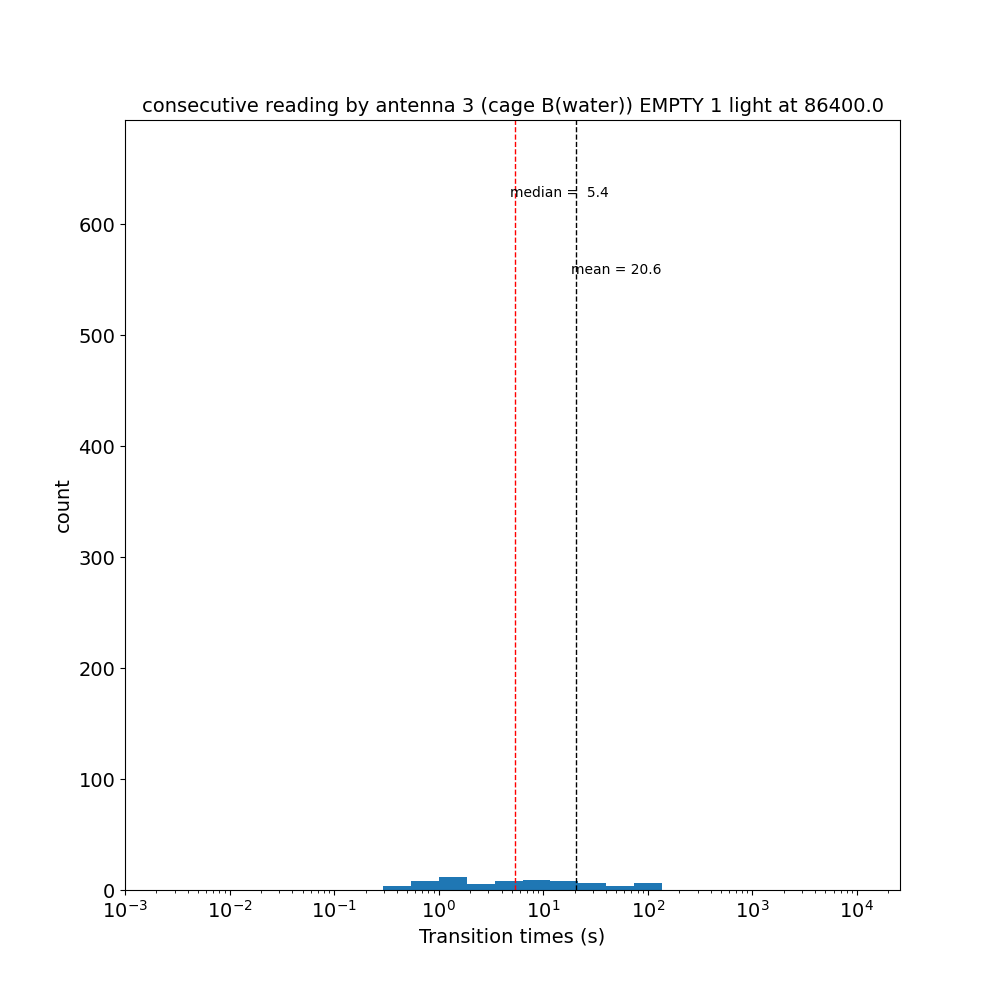 consecutive reading by antenna 3 (cage B(water)) EMPTY 1 light at 86400.0
median =  5.4
mean = 20.6
600
500
400
300
200
100
0
count
10⁻³ 10⁻² 10⁻¹ 10⁰ 10¹ 10² 10³ 10⁴
Transition times (s)